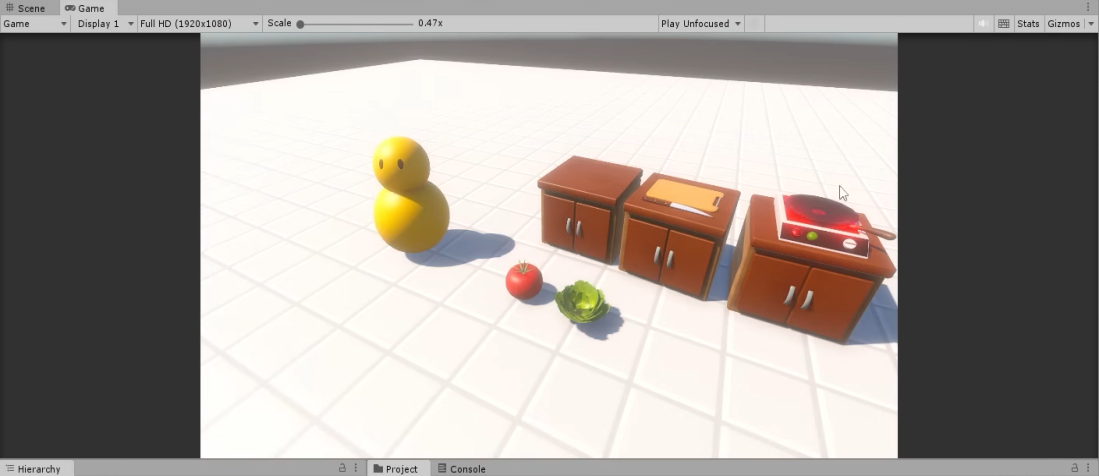 Scene Game
Game Display 1 Full HD (1920x1080) Scale 0.47x Play Unfocused Stats Gizmos
Hierarchy Project Console